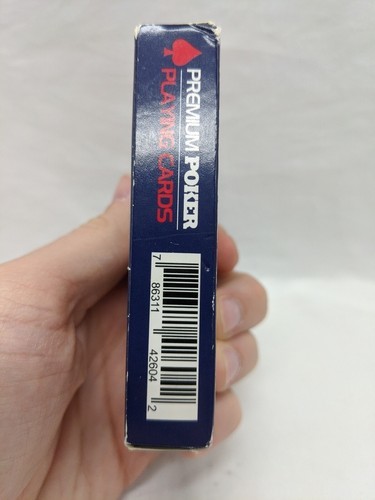 PREMIUM POKER
PLAYING CARDS
7 86311 42604 2